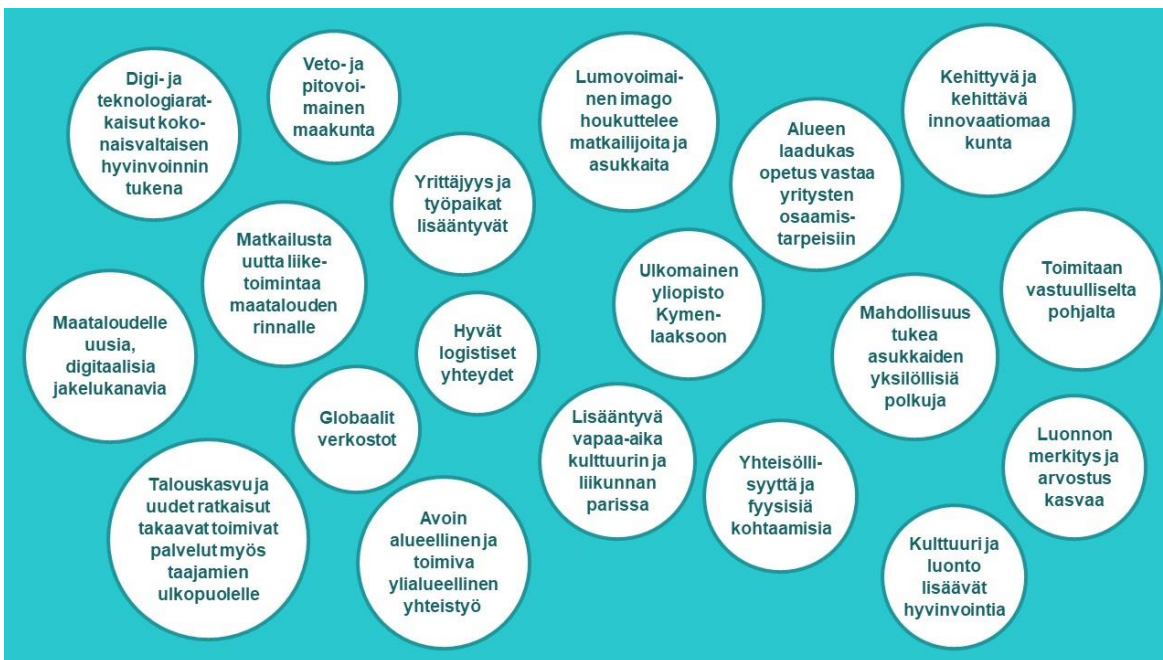 Digi- ja
teknologiarat-
kaisut koko-
naisvaltaisen
hyvinvoinnin
tukena
Veto- ja
pitovoi-
mainen
maakunta
Lumovoimai-
nen imago
houkuttelee
matkailijoita ja
asukkaita
Kehittyvä ja
kehittävä
innovaatiomaa
kunta
Yrittäjyys ja
työpaikat
lisääntyvät
Alueen
laadukas
opetus vastaa
yritysten
osaamis-
tarpeisiin
Matkailusta
uutta liike-
toimintaa
maatalouden
rinnalle
Ulkomainen
yliopisto
Kymen-
laaksoon
Toimitaan
vastuulliselta
pohjalta
Maataloudelle
uusia,
digitaalisia
jakelukanavia
Hyvät
logistiset
yhteydet
Mahdollisuus
tukea
asukkaiden
yksilöllisiä
polkuja
Globaalit
verkostot
Lisääntyvä
vapaa-aika
kulttuurin ja
liikunnan
parissa
Yhteisölli-
syyttä ja
fyysisiä
kohtaamisia
Luonnon
merkitys ja
arvostus
kasvaa
Talouskasvu ja
uudet ratkaisut
takaavat toimivat
palvelut myös
taajamien
ulkopuolelle
Avoin
alueellinen ja
toimiva
ylialueellinen
yhteistyö
Kulttuuri ja
luonto
lisäävät
hyvinvointia